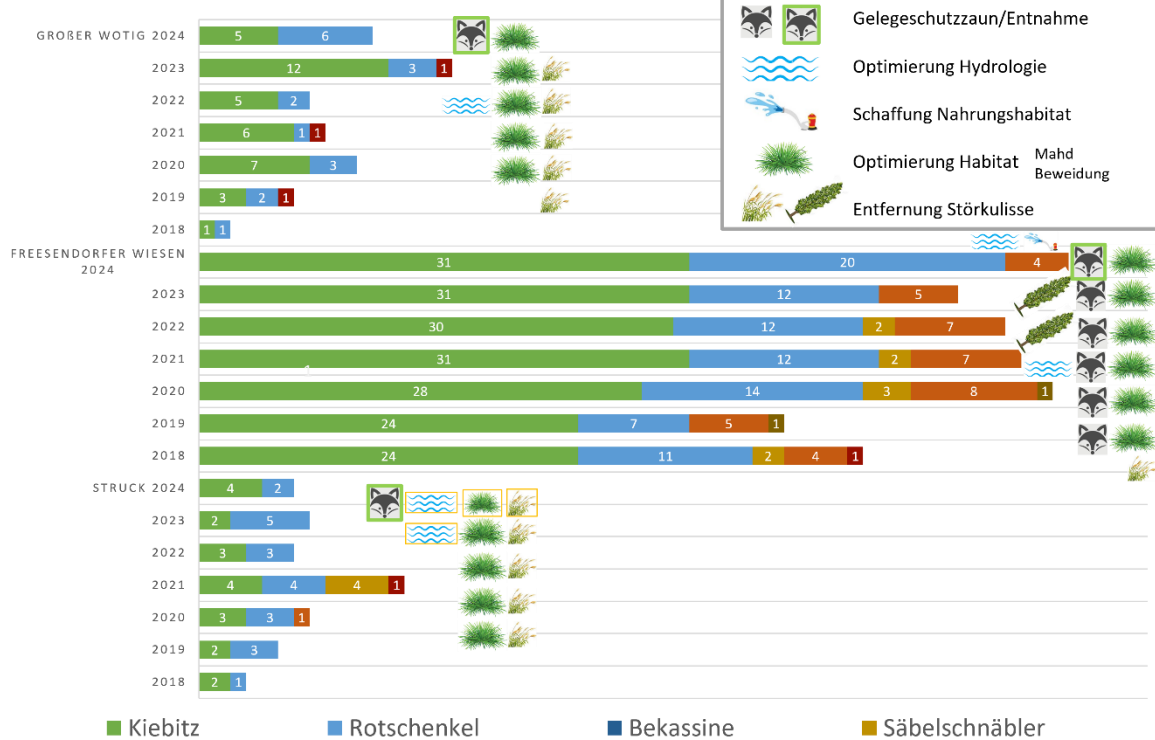 GROßER WOTIG 2024
5 6
2023
12 3 1
2022
5 2
2021
6 1 1
2020
7 3
2019
3 2 1
2018
1 1
FREESENDORFER WIESEN
2024
31 20 4
2023
31 12 5
2022
30 12 2 7
2021
31 12 2 7
2020
28 14 3 8 1
2019
24 7 5 1
2018
24 11 2 4 1
STRUCK 2024
4 2
2023
2 5
2022
3 3
2021
4 4 4 1
2020
3 3 1
2019
2 3
2018
2 1
Gelegeschutzzaun/Entnahme
Optimierung Hydrologie
Schaffung Nahrungshabitat
Optimierung Habitat Mahd
Beweidung
Entfernung Störkulisse
Kiebitz Rotschenkel Bekassine Säbelschnäbler